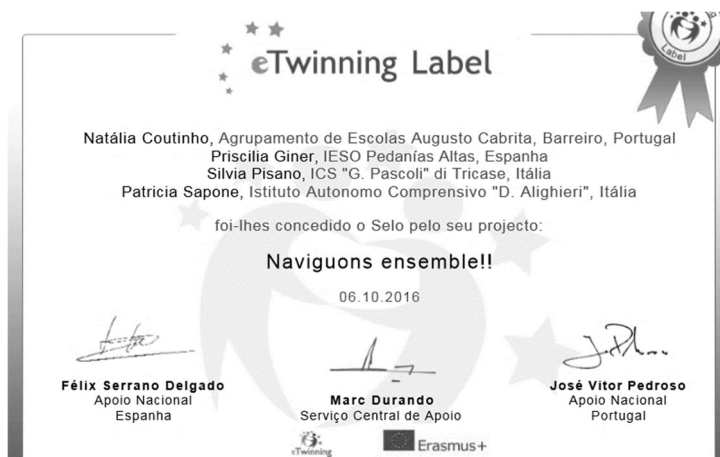 Label
eTwinning Label
Natália Coutinho, Agrupamento de Escolas Augusto Cabrita, Barreiro, Portugal
Priscilia Giner, IESO Pedanías Altas, Espanha
Silvia Pisano, ICS "G. Pascoli" di Tricase, Itália
Patricia Sapone, Istituto Autonomo Comprensivo "D. Alighieri", Itália
foi-lhes concedido o Selo pelo seu projecto:
Naviguons ensemble!!
06.10.2016
Félix Serrano Delgado
Apoio Nacional
Espanha
Marc Durando
Serviço Central de Apoio
José Vitor Pedroso
Apoio Nacional
Portugal
eTwinning
Erasmus+